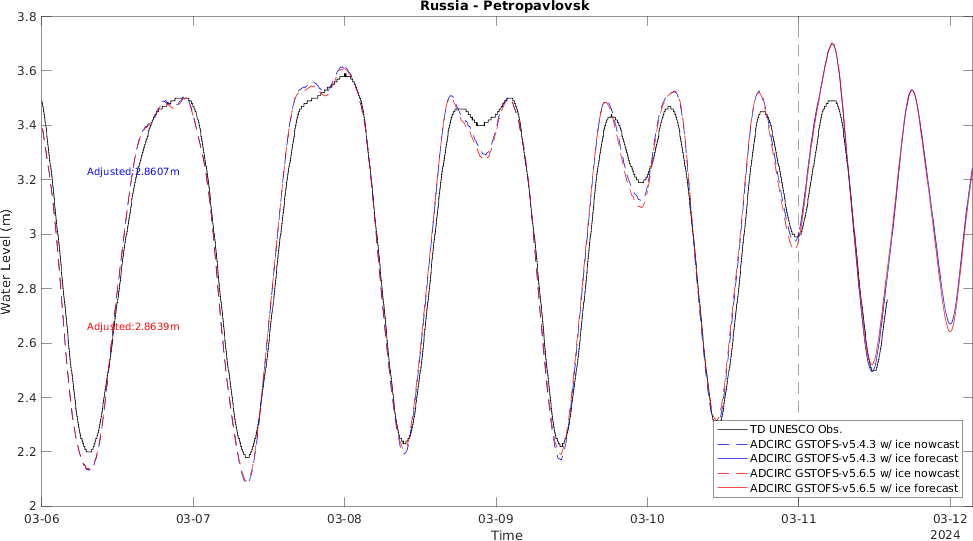 Russia - Petropavlovsk
3.8
3.6
3.4
3.2
3
2.8
2.6
2.4
2.2
2
Water Level (m)
Adjusted:2.8607m
Adjusted:2.8639m
TD UNESCO Obs.
ADCIRC GSTOFS-v5.4.3 w/ ice nowcast
ADCIRC GSTOFS-v5.4.3 w/ ice forecast
ADCIRC GSTOFS-v5.6.5 w/ ice nowcast
ADCIRC GSTOFS-v5.6.5 w/ ice forecast
03-06 03-07 03-08 03-09 03-10 03-11 03-12
Time
2024